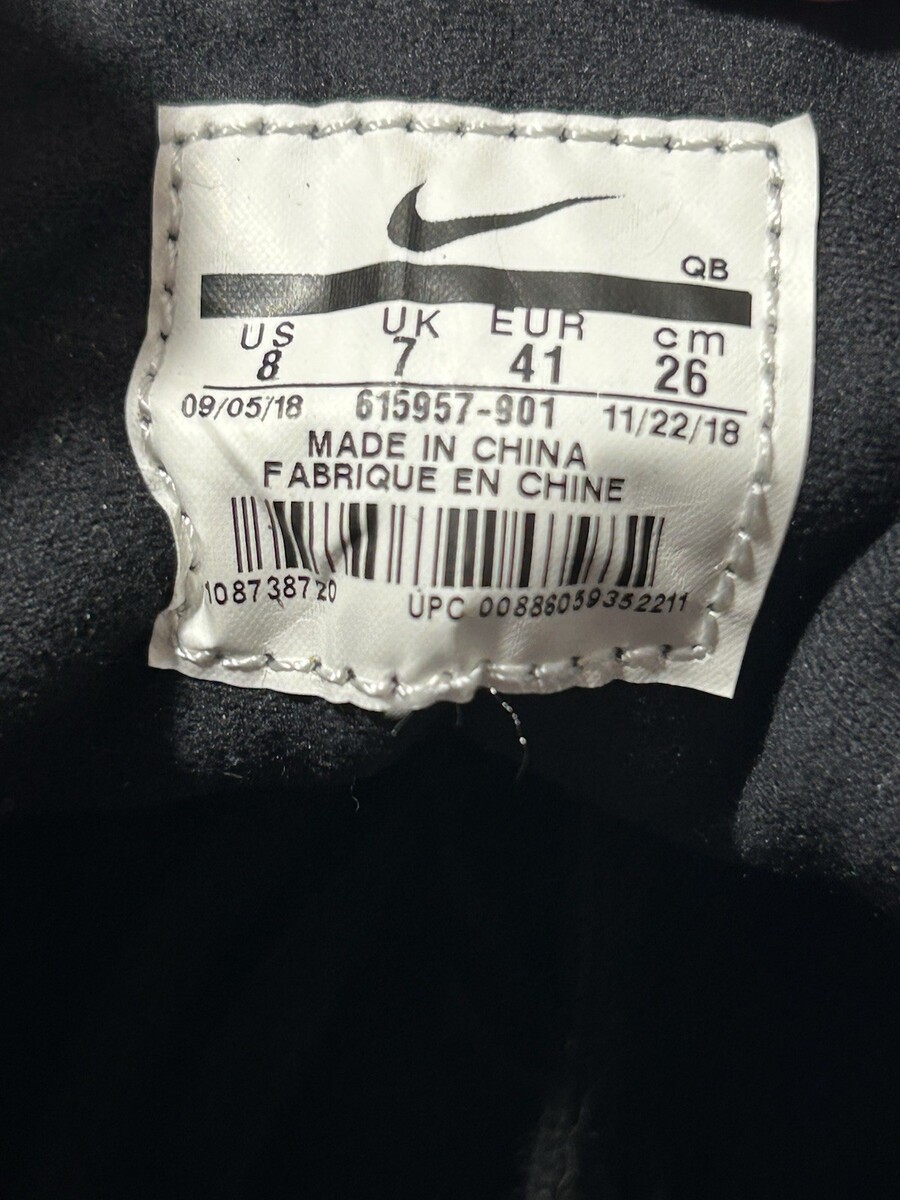 QB
US UK EUR cm
8 7 41 26
09/05/18 615957-901 11/22/18
MADE IN CHINA
FABRIQUE EN CHINE
108738720 UPC 00886059352211